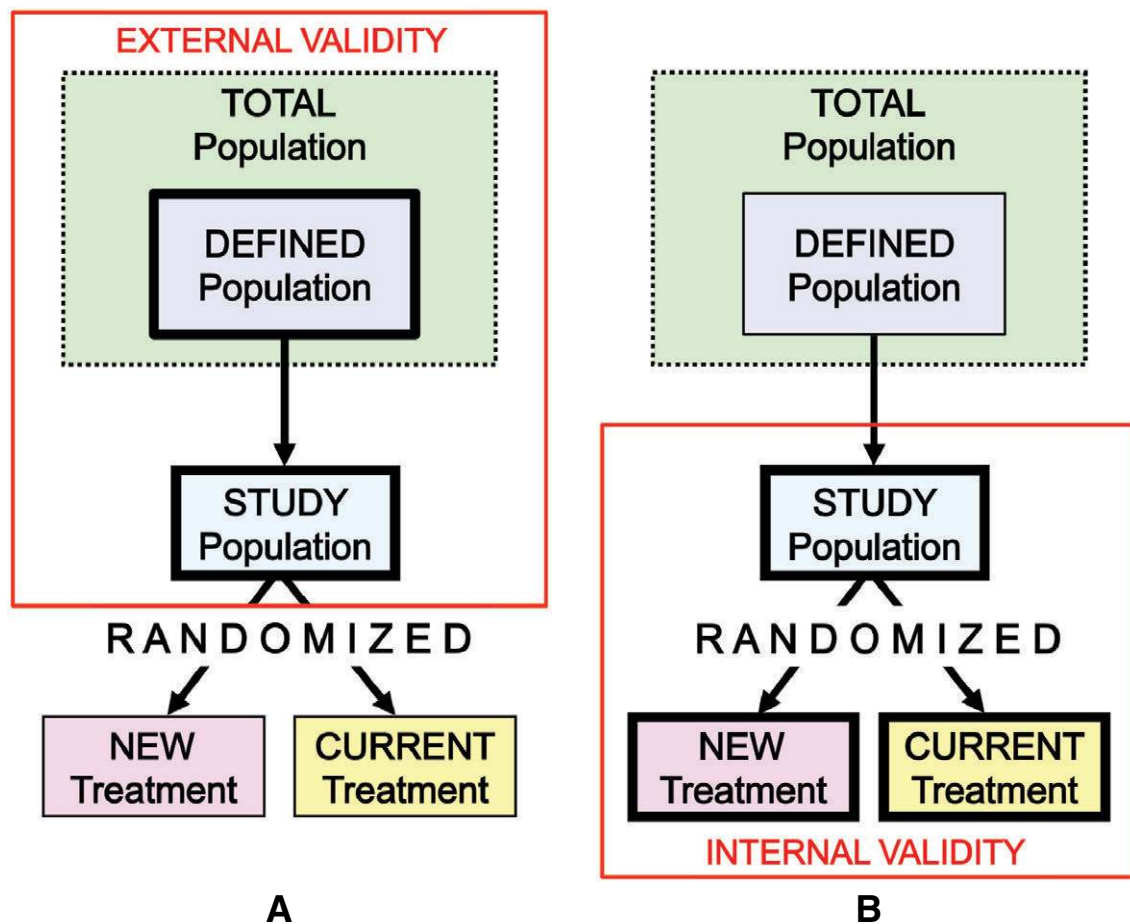 EXTERNAL VALIDITY
TOTAL
Population
DEFINED
Population
STUDY
Population
RANDOMIZED
NEW
Treatment
CURRENT
Treatment
A
TOTAL
Population
DEFINED
Population
STUDY
Population
RANDOMIZED
NEW
Treatment
CURRENT
Treatment
INTERNAL VALIDITY
B